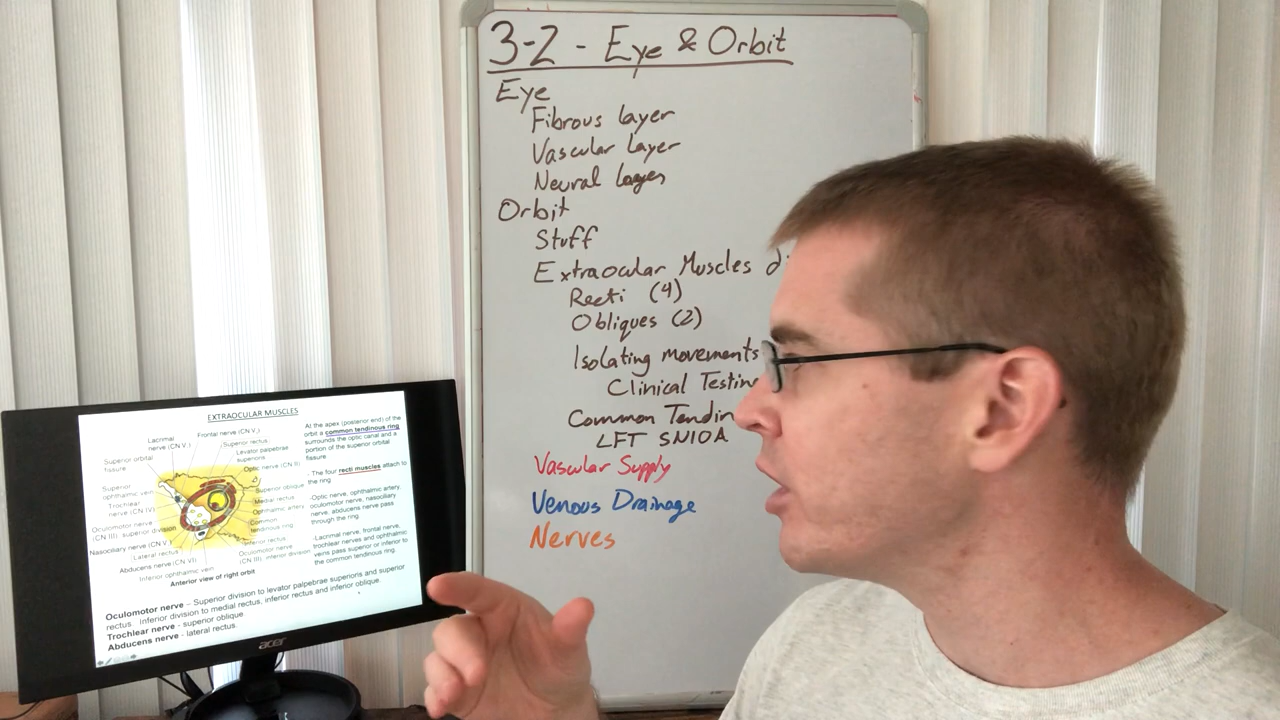 3-2 - Eye & Orbit
Eye
Fibrous layer
Vascular layer
Neural layer
Orbit
Stuff
Extraocular Muscles
Recti (4)
Obliques (2)
Isolating movements
Clinical Testin
Common Tendin
LFT SNIOA
Vascular Supply
Venous Drainage
Nerves
EXTRAOCULAR MUSCLES
Lacrimal
nerve (CN V₁)
Frontal nerve (CN V₁)
Superior rectus
Levator palpebrae
superioris
Optic nerve (CN II)
Superior orbital
fissure
Superior
ophthalmic vein
Trochlear
nerve (CN IV)
Oculomotor nerve
(CN III): superior division
Nasociliary nerve (CN V₁)
Lateral rectus
Abducens nerve (CN VI)
Inferior ophthalmic vein
Superior oblique
Medial rectus
Ophthalmic artery
Common
tendinous ring
Inferior rectus
Oculomotor nerve
(CN III): inferior division
Anterior view of right orbit
At the apex (posterior end) of the
orbit a common tendinous ring
surrounds the optic canal and a
portion of the superior orbital
fissure
- The four recti muscles attach to
the ring
-Optic nerve, ophthalmic artery,
oculomotor nerve, nasociliary
nerve, abducens nerve pass
through the ring.
-Lacrimal nerve, frontal nerve,
trochlear nerves and ophthalmic
veins pass superior or inferior to
the common tendinous ring.
Oculomotor nerve – Superior division to levator palpebrae superioris and superior
rectus. Inferior division to medial rectus, inferior rectus and inferior oblique.
Trochlear nerve - superior oblique
Abducens nerve - lateral rectus.
acer